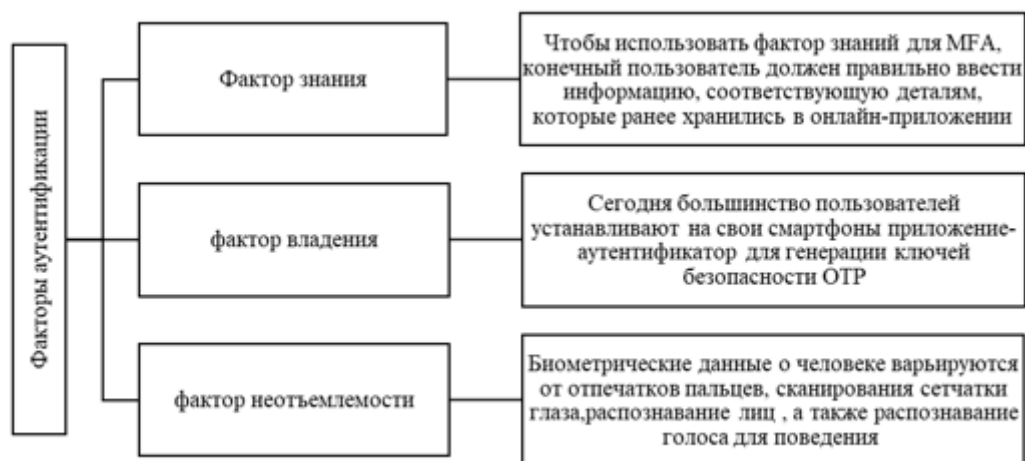 Факторы аутентификации
Фактор знания
Чтобы использовать фактор знаний для MFA,
конечный пользователь должен правильно ввести
информацию, соответствующую деталям,
которые ранее хранились в онлайн-приложении
фактор владения
Сегодня большинство пользователей
устанавливают на свои смартфоны приложение-
аутентификатор для генерации ключей
безопасности OTP
фактор неотъемлемости
Биометрические данные о человеке варьируются
от отпечатков пальцев, сканирования сетчатки
глаза,распознавание лиц , а также распознавание
голоса для поведения